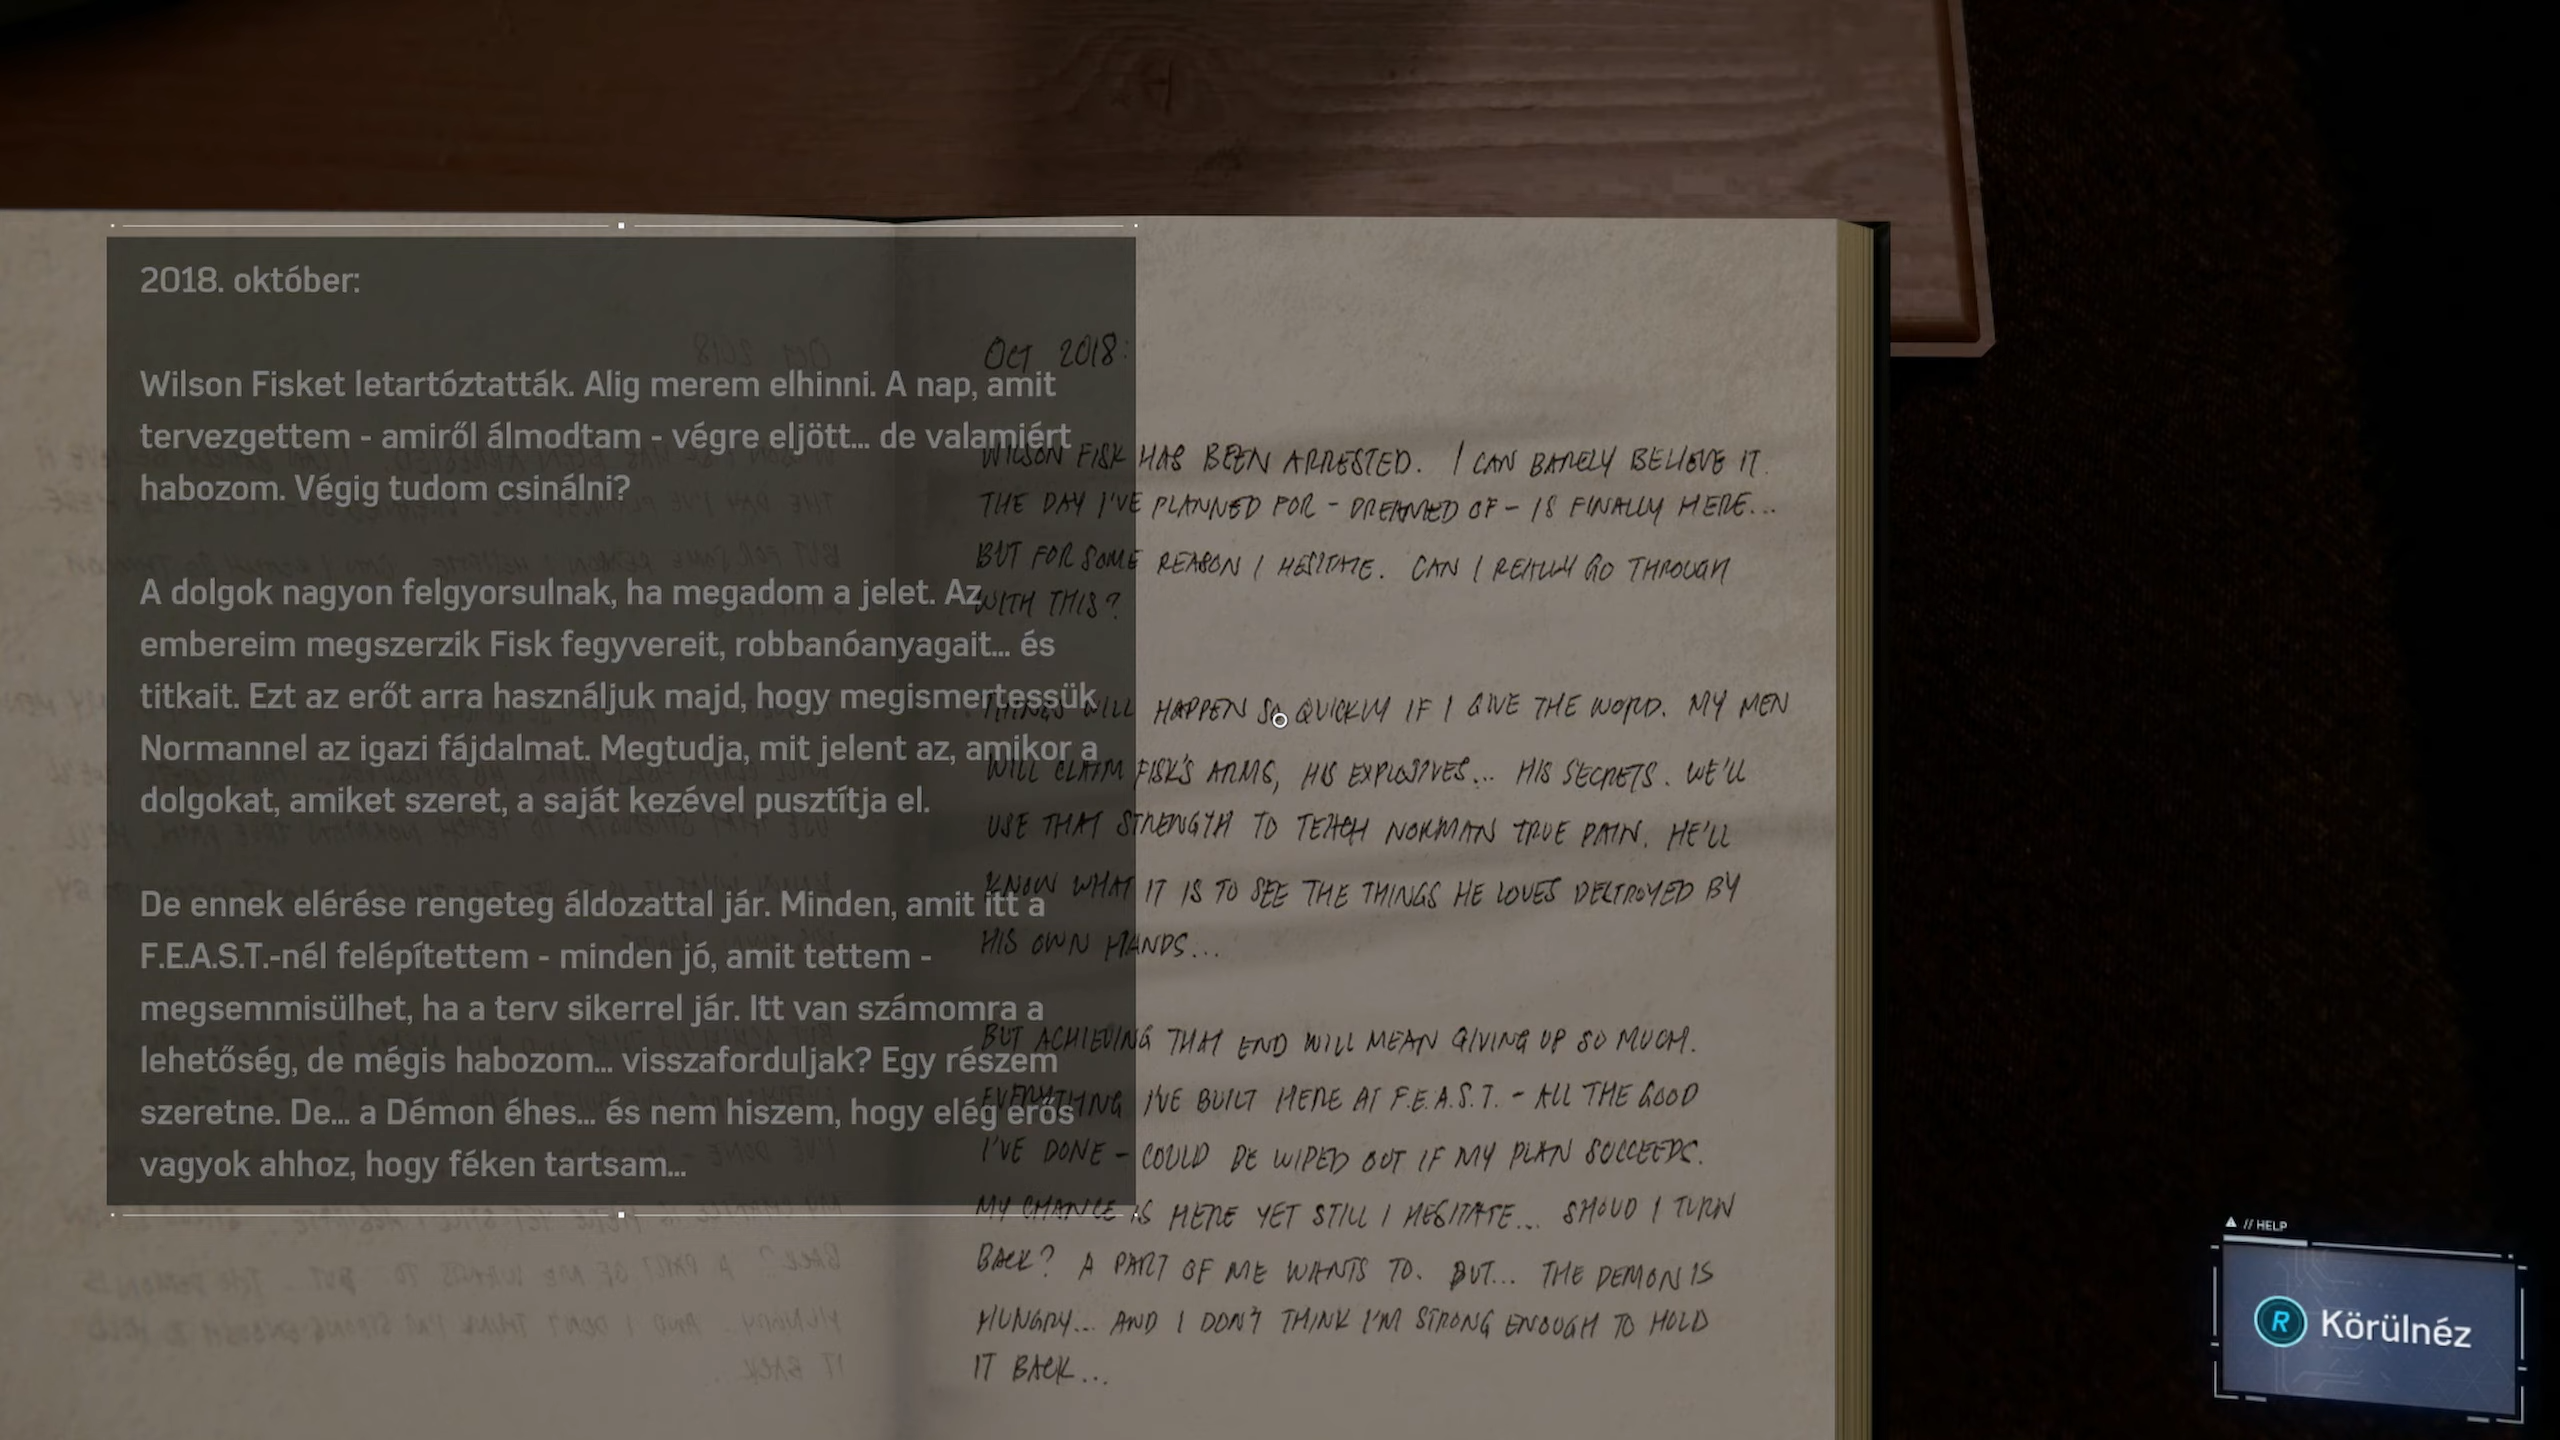 2018. október:
Wilson Fisket letartóztatták. Alig merem elhinni. A nap, amit
tervezgettem - amiről álmodtam - végre eljött... de valamiért
habozom. Végig tudom csinálni?
A dolgok nagyon felgyorsulnak, ha megadom a jelet. Az
embereim megszerzik Fisk fegyvereit, robbanóanyagait... és
titkait. Ezt az erőt arra használjuk majd, hogy megismertessük
Normannel az igazi fájdalmat. Megtudja, mit jelent az, amikor a
dolgokat, amiket szeret, a saját kezével pusztítja el.
De ennek elérése rengeteg áldozattal jár. Minden, amit itt a
F.E.A.S.T.-nél felépítettem - minden jó, amit tettem -
megsemmisülhet, ha a terv sikerrel jár. Itt van számomra a
lehetőség, de mégis habozom... visszaforduljak? Egy részem
szeretne. De... a Démon éhes... és nem hiszem, hogy elég erős
vagyok ahhoz, hogy féken tartsam...
OCT 2018:
WILSON FISK HAS BEEN ARRESTED. I CAN BARELY BELIEVE IT.
THE DAY I'VE PLANNED FOR - DREAMED OF - IS FINALLY HERE...
BUT FOR SOME REASON I HESITATE. CAN I REALLY GO THROUGH
WITH THIS?
THINGS WILL HAPPEN SO QUICKLY IF I GIVE THE WORD. MY MEN
WILL CLAIM FISK'S ARMS, HIS EXPLOSIVES... HIS SECRETS. WE'LL
USE THAT STRENGTH TO TEACH NORMAN TRUE PAIN. HE'LL
KNOW WHAT IT IS TO SEE THE THINGS HE LOVES DESTROYED BY
HIS OWN HANDS...
BUT ACHIEVING THAT END WILL MEAN GIVING UP SO MUCH.
EVERYTHING I'VE BUILT HERE AT F.E.A.S.T. - ALL THE GOOD
I'VE DONE - COULD BE WIPED OUT IF MY PLAN SUCCEEDS.
MY CHANCE IS HERE YET STILL I HESITATE... SHOUD I TURN
BACK? A PART OF ME WANTS TO. BUT... THE DEMON IS
HUNGRY... AND I DON'T THINK I'M STRONG ENOUGH TO HOLD
IT BACK...
// HELP
R Körülnéz